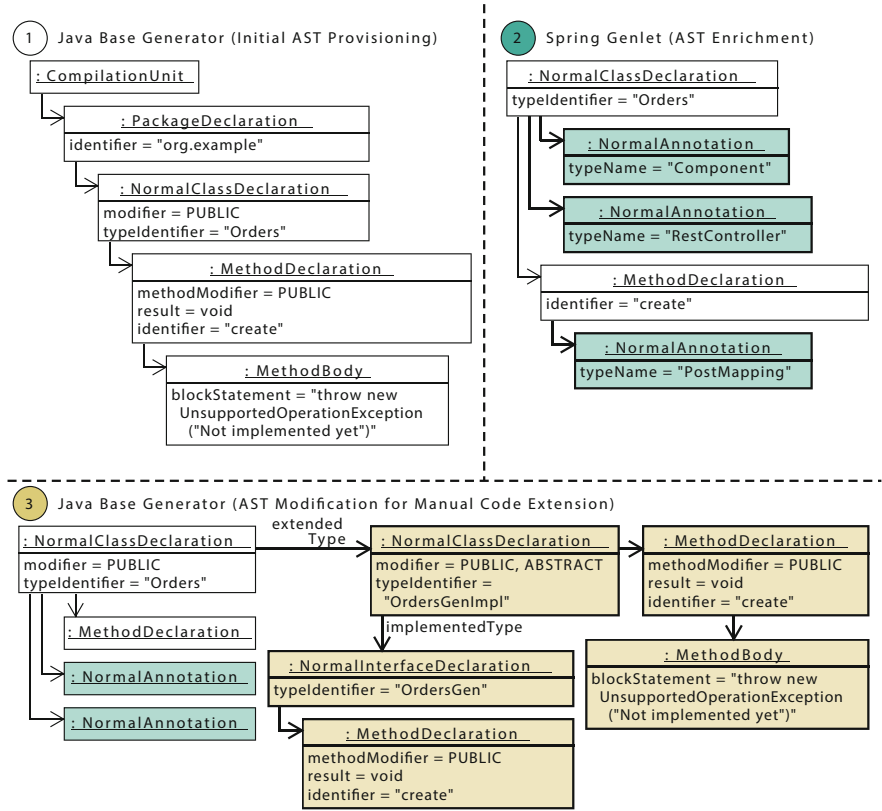 1 Java Base Generator (Initial AST Provisioning)
: CompilationUnit
: PackageDeclaration
identifier = "org.example"
: NormalClassDeclaration
modifier = PUBLIC
typeIdentifier = "Orders"
: MethodDeclaration
methodModifier = PUBLIC
result = void
identifier = "create"
: MethodBody
blockStatement = "throw new
UnsupportedOperationException
("Not implemented yet")"
2 Spring Genlet (AST Enrichment)
: NormalClassDeclaration
typeIdentifier = "Orders"
: NormalAnnotation
typeName = "Component"
: NormalAnnotation
typeName = "RestController"
: MethodDeclaration
identifier = "create"
: NormalAnnotation
typeName = "PostMapping"
3 Java Base Generator (AST Modification for Manual Code Extension)
: NormalClassDeclaration
modifier = PUBLIC
typeIdentifier = "Orders"
: MethodDeclaration
: NormalAnnotation
: NormalAnnotation
extended
Type
: NormalClassDeclaration
modifier = PUBLIC, ABSTRACT
typeIdentifier =
"OrdersGenImpl"
implementedType
: NormalInterfaceDeclaration
typeIdentifier = "OrdersGen"
: MethodDeclaration
methodModifier = PUBLIC
result = void
identifier = "create"
: MethodDeclaration
methodModifier = PUBLIC
result = void
identifier = "create"
: MethodBody
blockStatement = "throw new
UnsupportedOperationException
("Not implemented yet")"